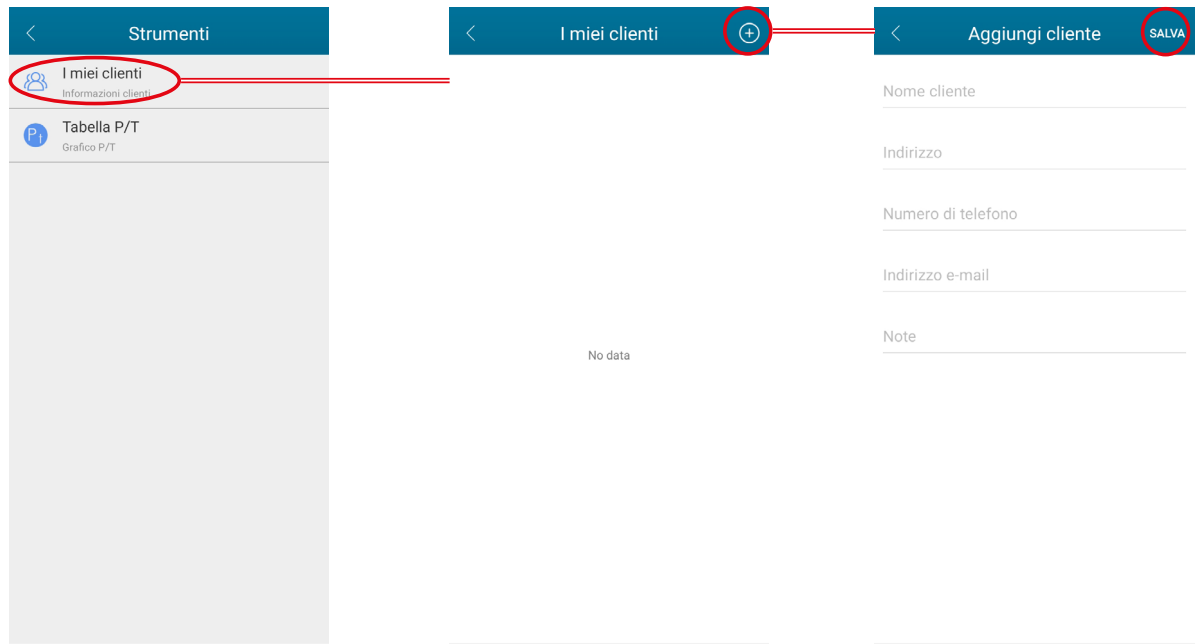 Strumenti
I miei clienti
Informazioni clienti
Pt
Tabella P/T
Grafico P/T
I miei clienti
No data
Aggiungi cliente
SALVA
Nome cliente
Indirizzo
Numero di telefono
Indirizzo e-mail
Note